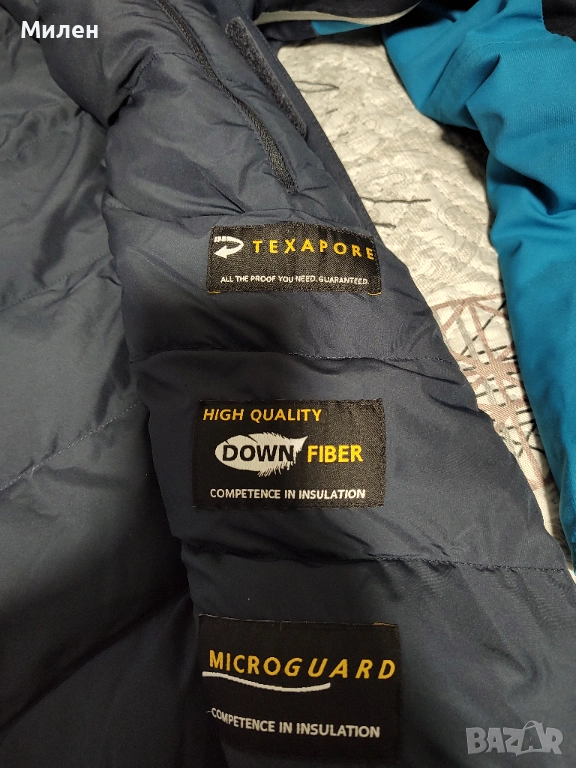 Милен
TEXAPORE
ALL THE PROOF YOU NEED. GUARANTEED.
HIGH QUALITY
DOWN FIBER
COMPETENCE IN INSULATION
MICROGUARD
COMPETENCE IN INSULATION
BAZAR